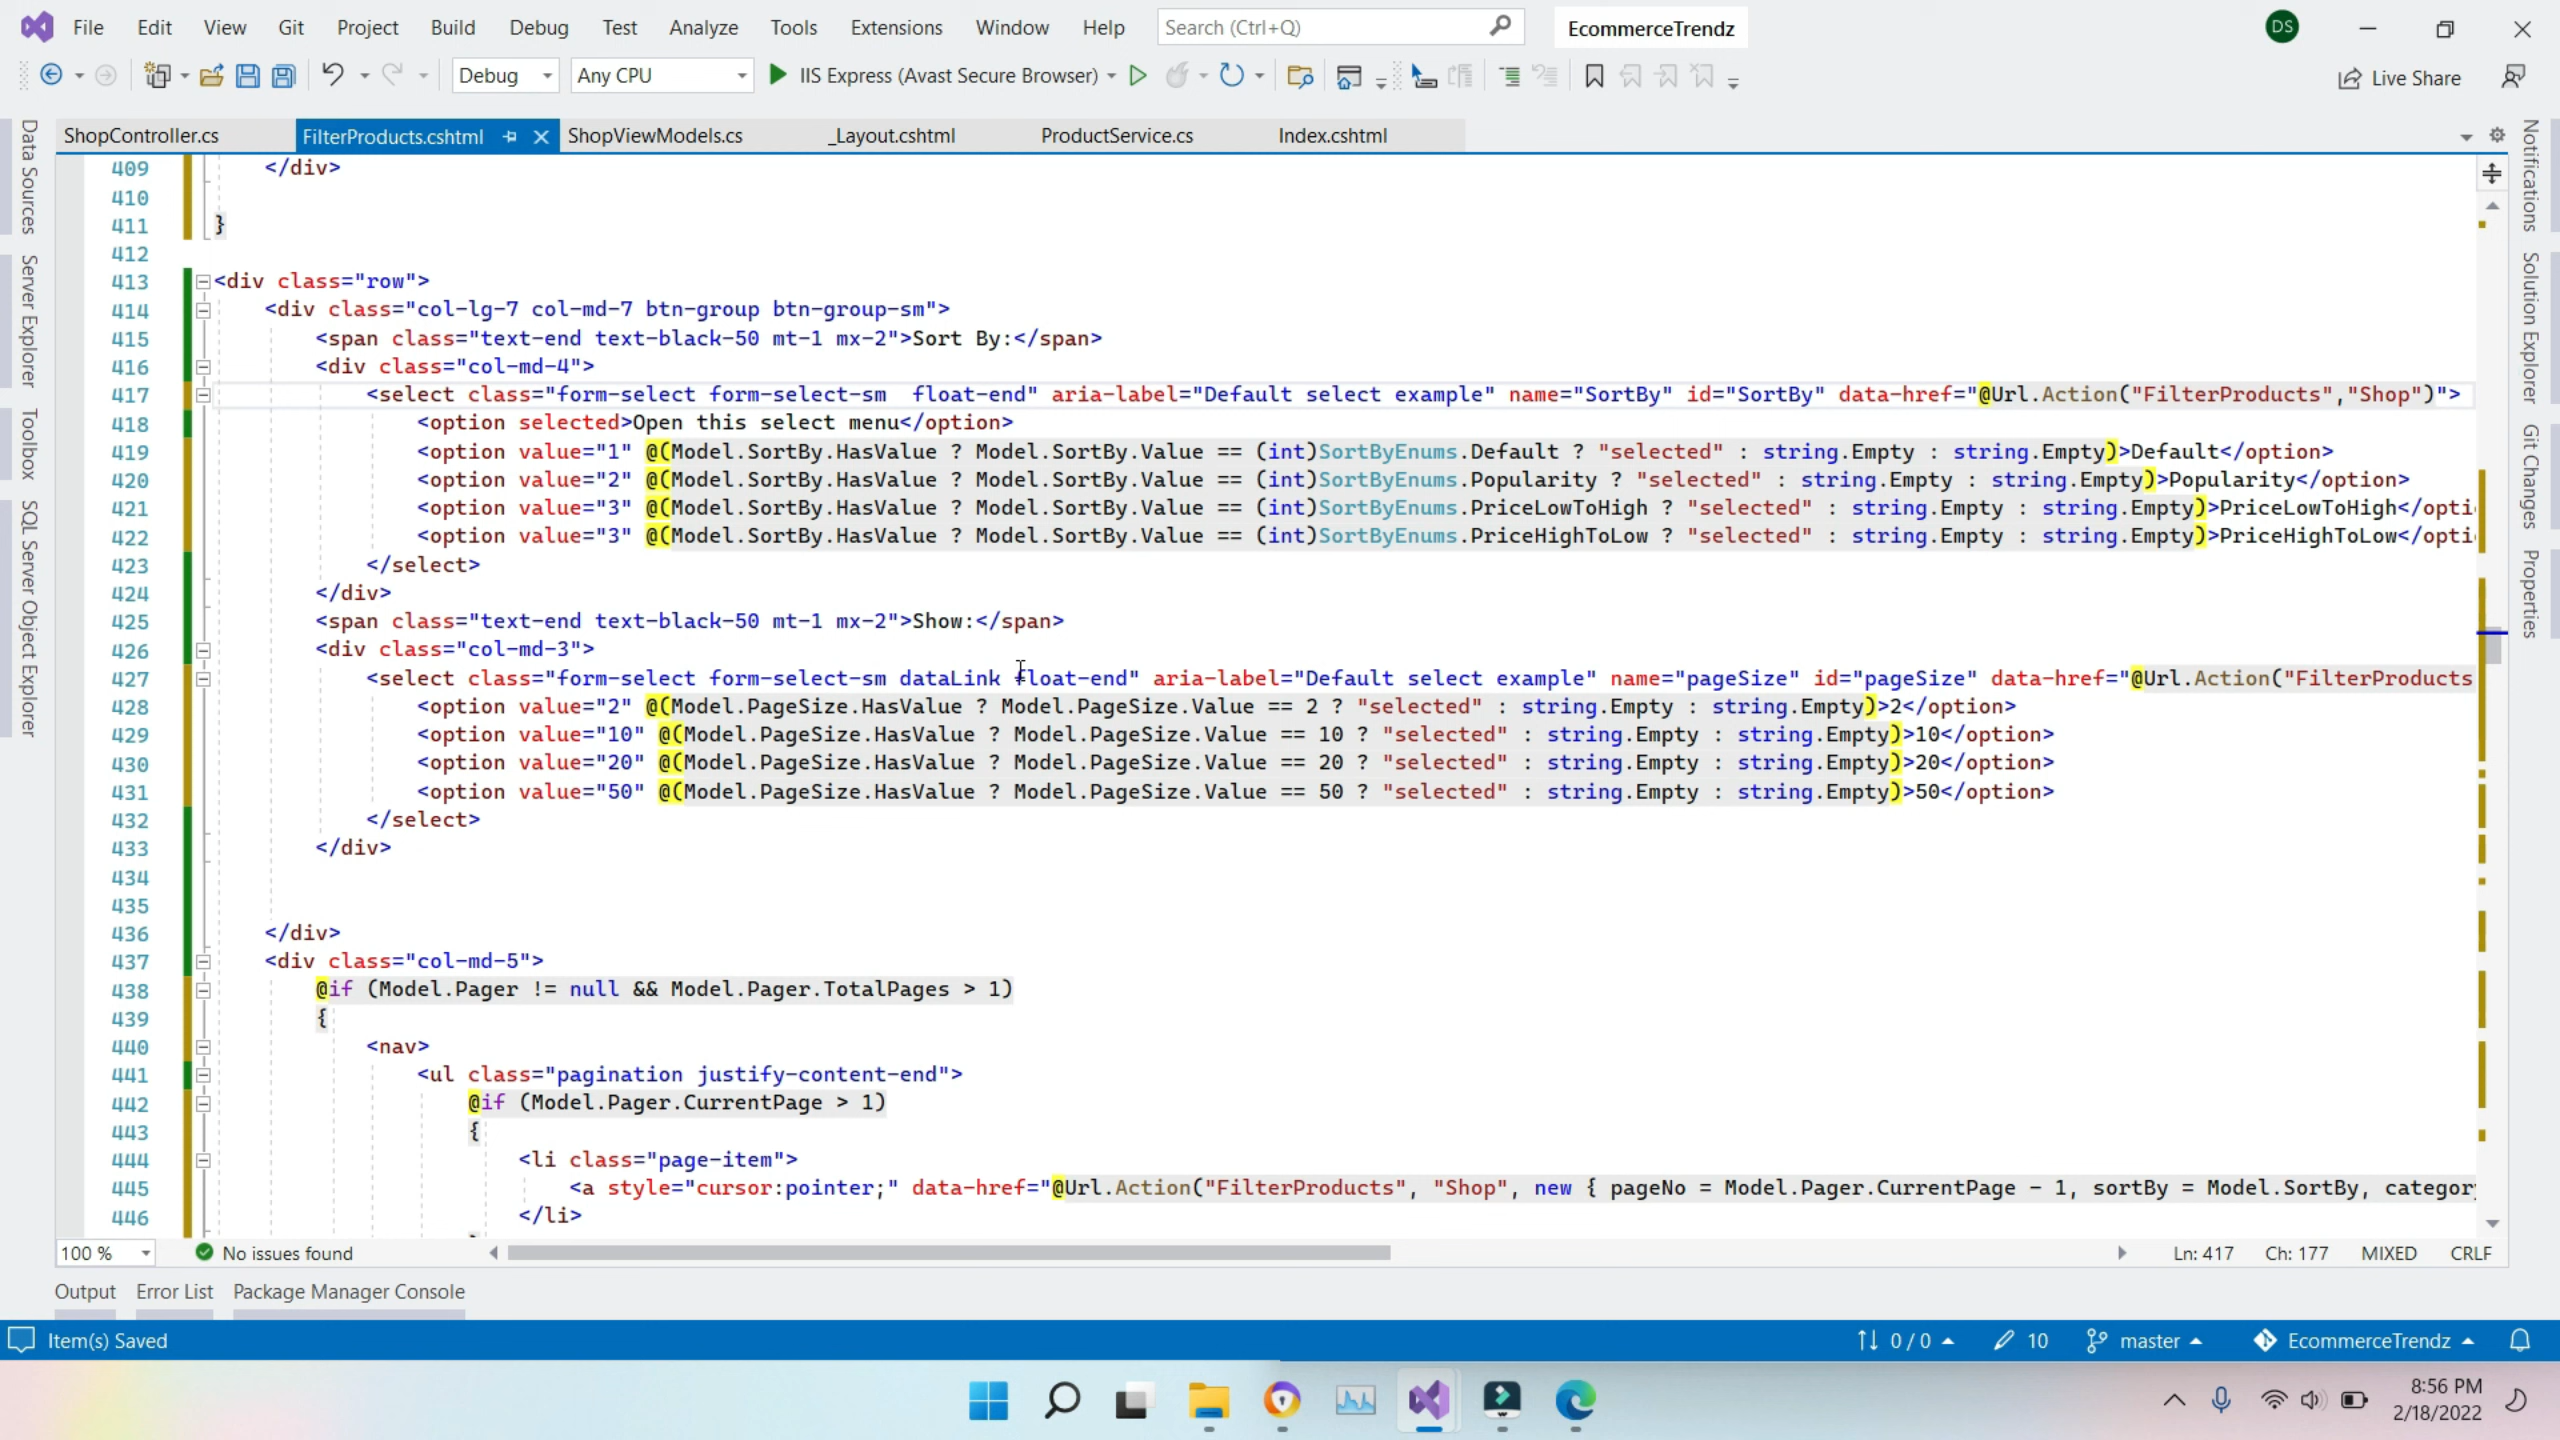 File Edit View Git Project Build Debug Test Analyze Tools Extensions Window Help Search (Ctrl+Q) EcommerceTrendz DS
Debug Any CPU IIS Express (Avast Secure Browser) Live Share
ShopController.cs FilterProducts.cshtml ShopViewModels.cs _Layout.cshtml ProductService.cs Index.cshtml
Data Sources
Server Explorer
Toolbox
SQL Server Object Explorer
409 </div>
410
411 }
412
413 <div class="row">
414 <div class="col-lg-7 col-md-7 btn-group btn-group-sm">
415 <span class="text-end text-black-50 mt-1 mx-2">Sort By:</span>
416 <div class="col-md-4">
417 <select class="form-select form-select-sm  float-end" aria-label="Default select example" name="SortBy" id="SortBy" data-href="@Url.Action("FilterProducts","Shop")">
418 <option selected>Open this select menu</option>
419 <option value="1" @(Model.SortBy.HasValue ? Model.SortBy.Value == (int)SortByEnums.Default ? "selected" : string.Empty : string.Empty)>Default</option>
420 <option value="2" @(Model.SortBy.HasValue ? Model.SortBy.Value == (int)SortByEnums.Popularity ? "selected" : string.Empty : string.Empty)>Popularity</option>
421 <option value="3" @(Model.SortBy.HasValue ? Model.SortBy.Value == (int)SortByEnums.PriceLowToHigh ? "selected" : string.Empty : string.Empty)>PriceLowToHigh</opti
422 <option value="3" @(Model.SortBy.HasValue ? Model.SortBy.Value == (int)SortByEnums.PriceHighToLow ? "selected" : string.Empty : string.Empty)>PriceHighToLow</opti
423 </select>
424 </div>
425 <span class="text-end text-black-50 mt-1 mx-2">Show:</span>
426 <div class="col-md-3">
427 <select class="form-select form-select-sm dataLink float-end" aria-label="Default select example" name="pageSize" id="pageSize" data-href="@Url.Action("FilterProducts
428 <option value="2" @(Model.PageSize.HasValue ? Model.PageSize.Value == 2 ? "selected" : string.Empty : string.Empty)>2</option>
429 <option value="10" @(Model.PageSize.HasValue ? Model.PageSize.Value == 10 ? "selected" : string.Empty : string.Empty)>10</option>
430 <option value="20" @(Model.PageSize.HasValue ? Model.PageSize.Value == 20 ? "selected" : string.Empty : string.Empty)>20</option>
431 <option value="50" @(Model.PageSize.HasValue ? Model.PageSize.Value == 50 ? "selected" : string.Empty : string.Empty)>50</option>
432 </select>
433 </div>
434
435
436 </div>
437 <div class="col-md-5">
438 @if (Model.Pager != null && Model.Pager.TotalPages > 1)
439 {
440 <nav>
441 <ul class="pagination justify-content-end">
442 @if (Model.Pager.CurrentPage > 1)
443 {
444 <li class="page-item">
445 <a style="cursor:pointer;" data-href="@Url.Action("FilterProducts", "Shop", new { pageNo = Model.Pager.CurrentPage - 1, sortBy = Model.SortBy, category
446 </li>
Notifications
Solution Explorer
Git Changes
Properties
100 % No issues found Ln: 417 Ch: 177 MIXED CRLF
Output Error List Package Manager Console
Item(s) Saved 0 / 0 10 master EcommerceTrendz
8:56 PM
2/18/2022